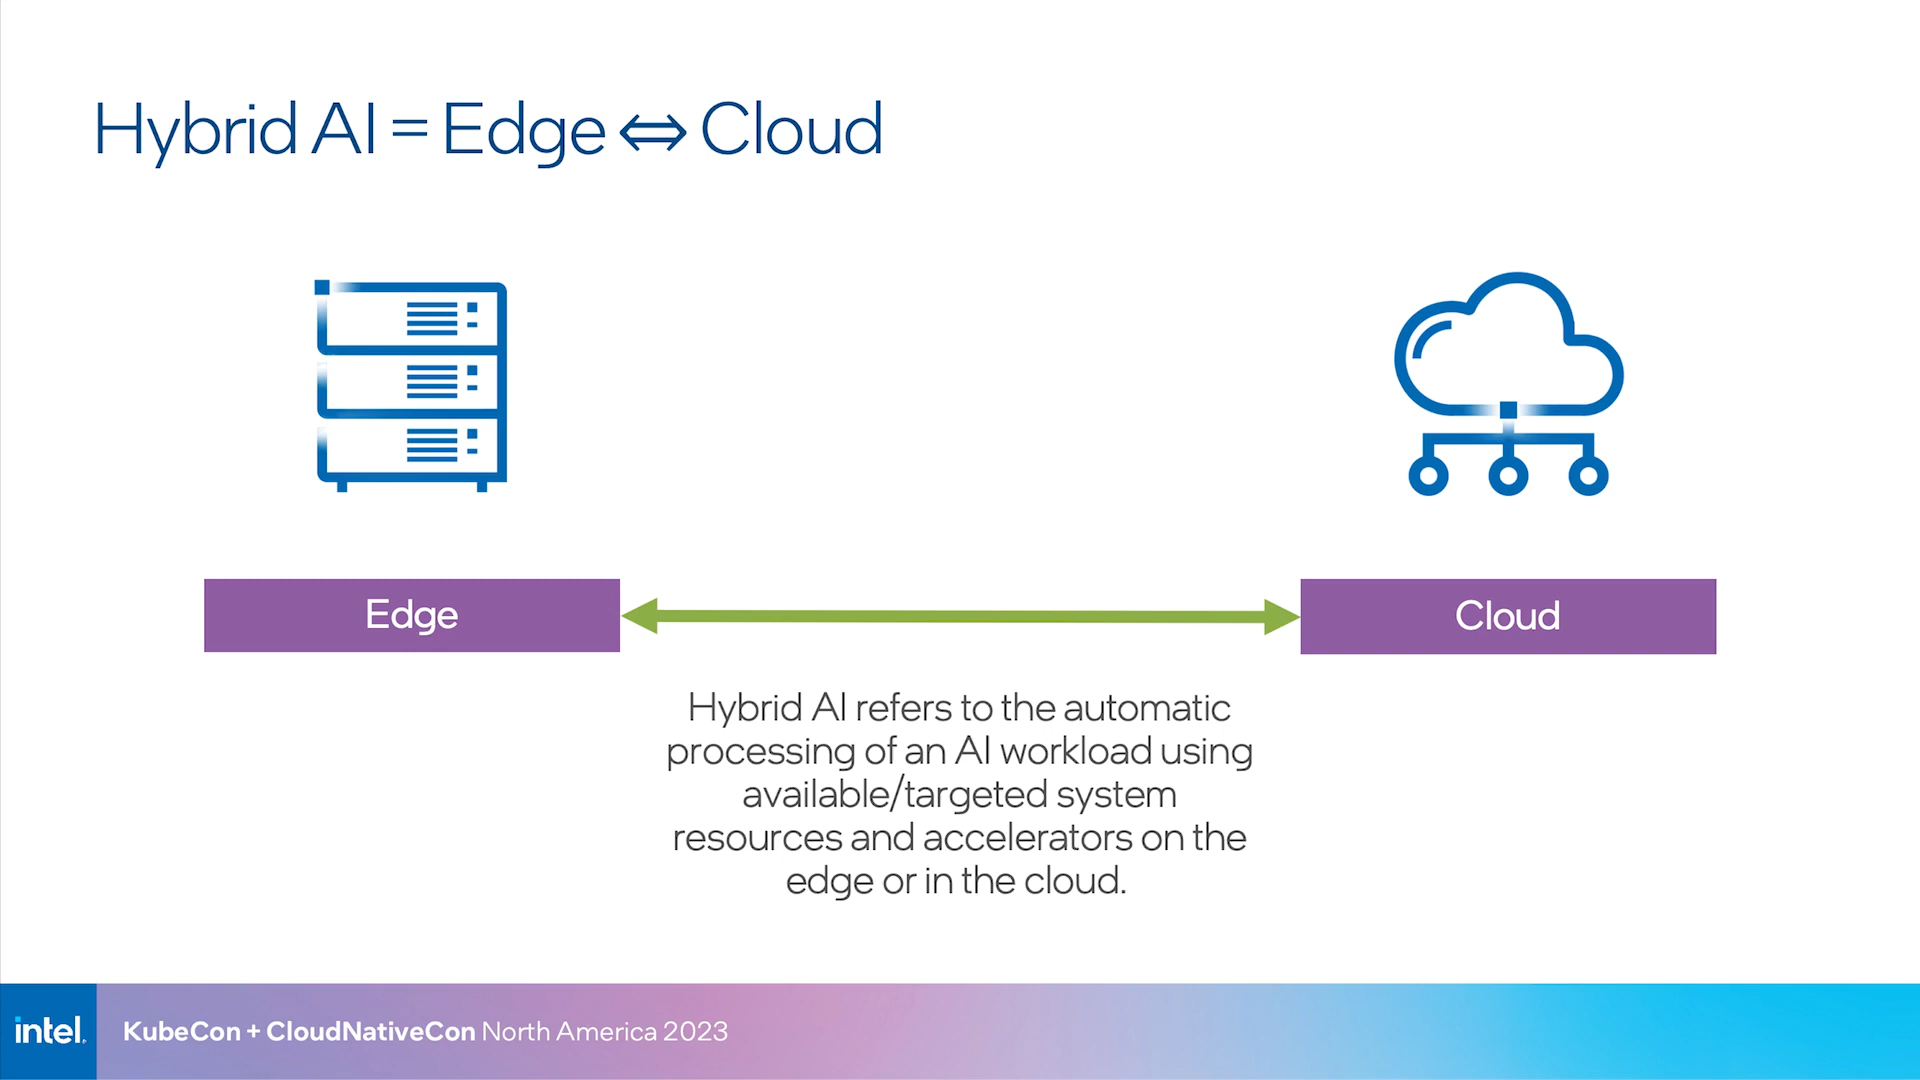 Hybrid AI = Edge ⇔ Cloud
Edge
Cloud
Hybrid AI refers to the automatic
processing of an AI workload using
available/targeted system
resources and accelerators on the
edge or in the cloud.
intel.
KubeCon + CloudNativeCon North America 2023